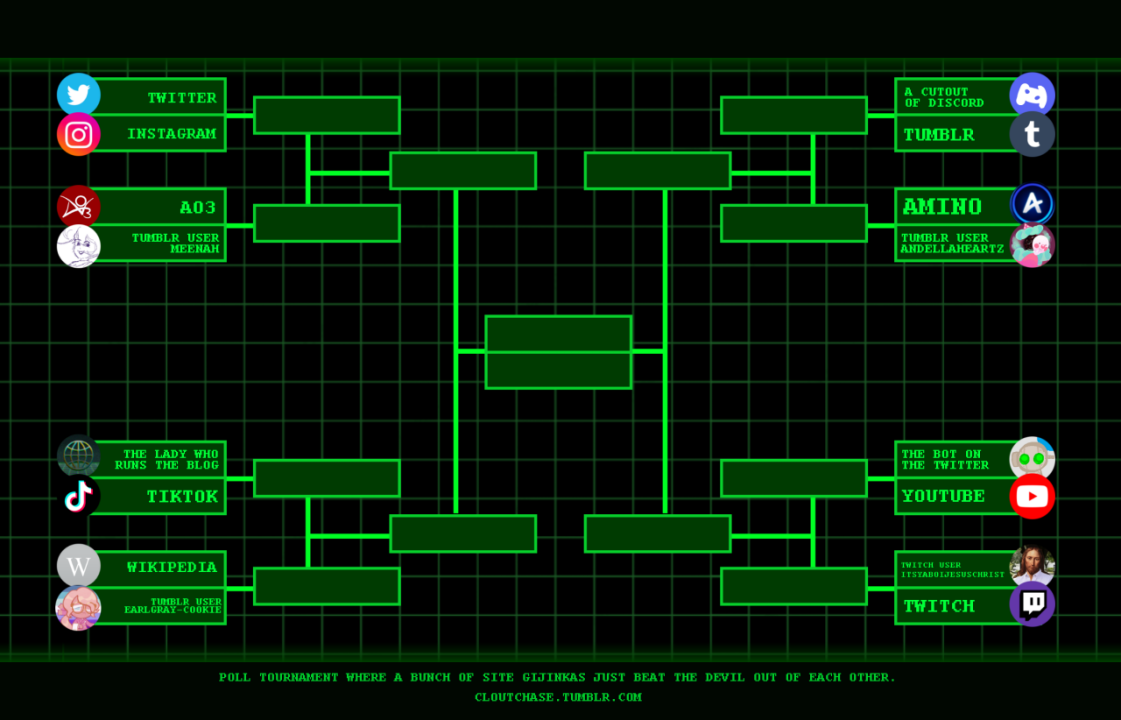 TWITTER
INSTAGRAM
AO3
TUMBLR USER
MEENAH
THE LADY WHO
RUNS THE BLOG
TIKTOK
W
WIKIPEDIA
TUMBLR USER
EARLGRAY-COOKIE
A CUTOUT
OF DISCORD
TUMBLR
t
AMINO
A
TUMBLR USER
ANDELLAHEARTZ
THE BOT ON
THE TWITTER
YOUTUBE
TWITCH USER
ITSYABOIJESUSCHRIST
TWITCH
POLL TOURNAMENT WHERE A BUNCH OF SITE GIJINKAS JUST BEAT THE DEVIL OUT OF EACH OTHER.
CLOUTCHASE.TUMBLR.COM